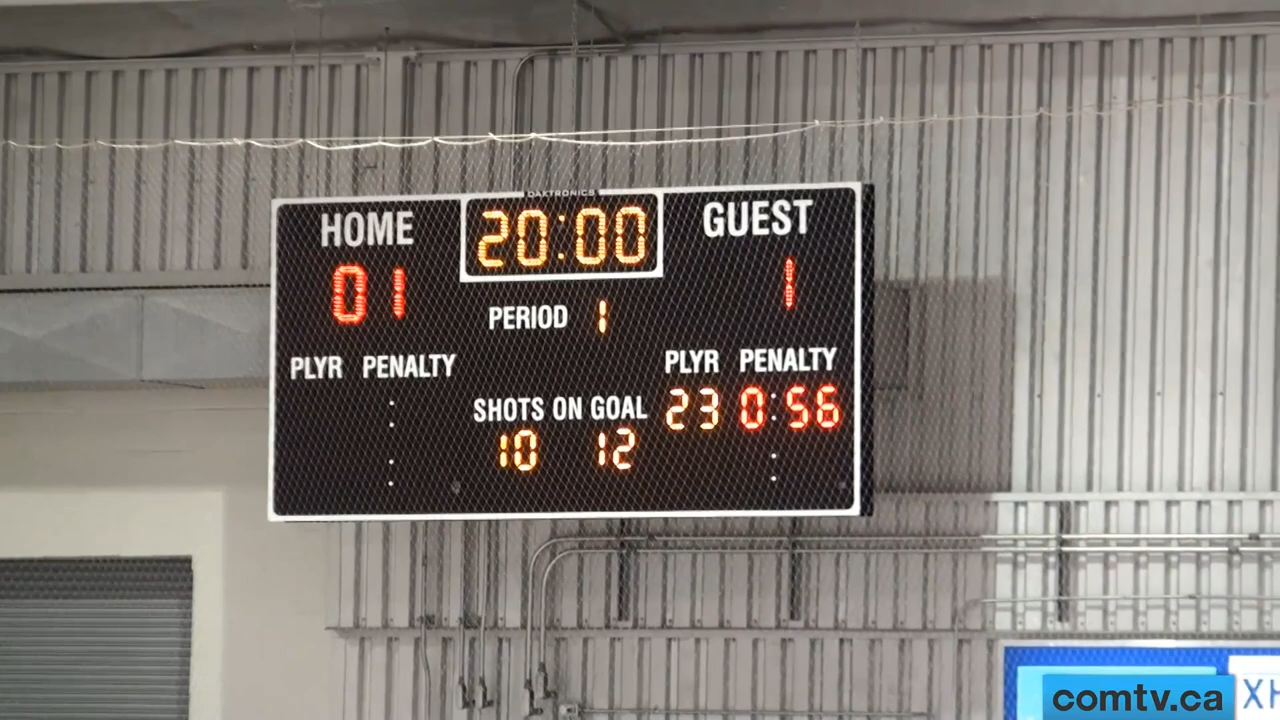 DAKTRONICS
HOME 20:00 GUEST
01 1
PERIOD 1
PLYR PENALTY PLYR PENALTY
SHOTS ON GOAL 23 0:56
10 12
comtv.ca
XH